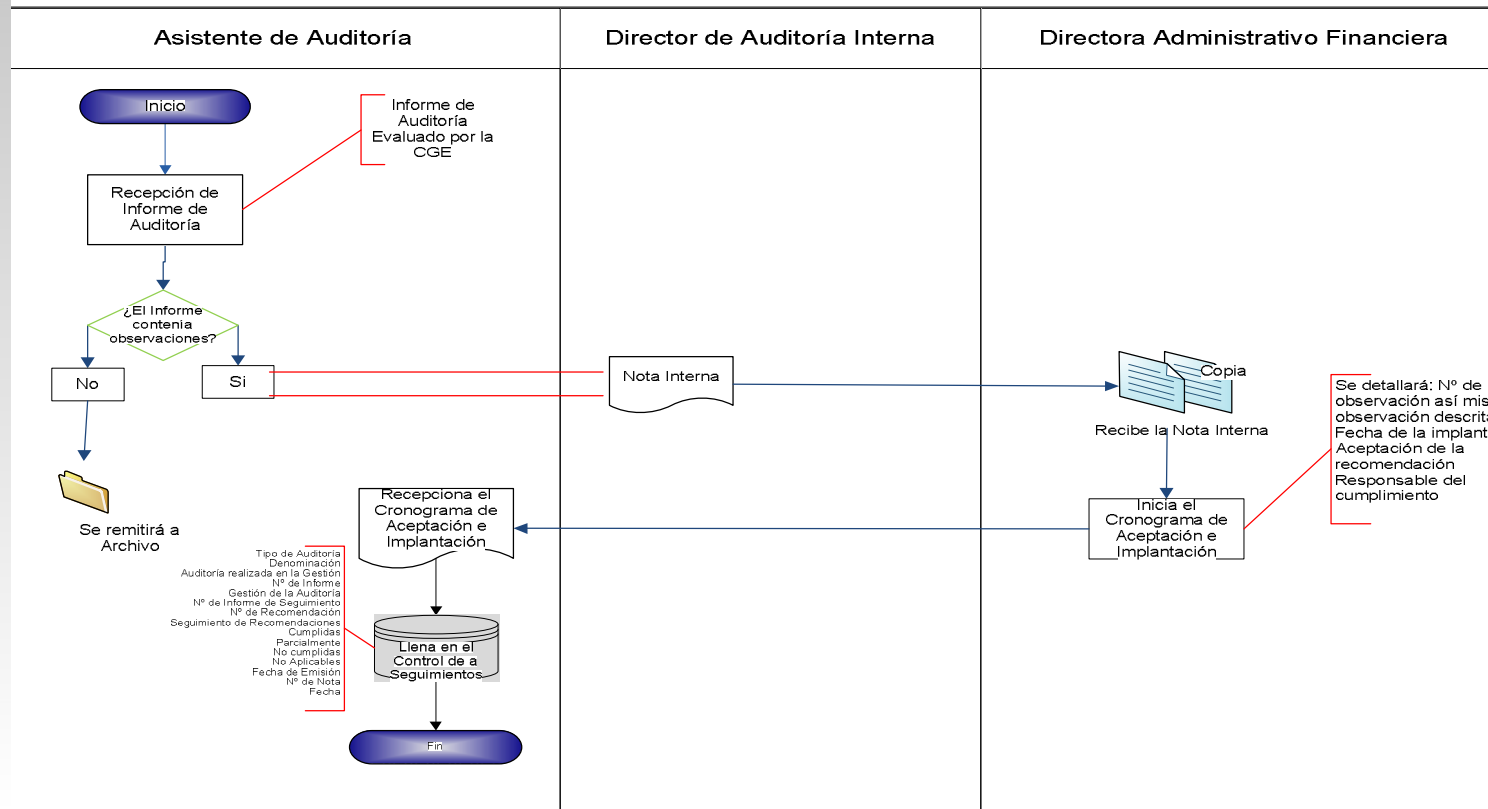 Asistente de Auditoría
Director de Auditoría Interna
Directora Administrativo Financiera
Inicio
Informe de
Auditoría
Evaluado por la
CGE
Recepción de
Informe de
Auditoría
¿El Informe
contenia
observaciones?
No
Si
Nota Interna
Copia
Recibe la Nota Interna
Se detallará: Nº de
observación así mis
observación descrita
Fecha de la implant
Aceptación de la
recomendación
Responsable del
cumplimiento
Se remitirá a
Archivo
Recepciona el
Cronograma de
Aceptación e
Implantación
Inicia el
Cronograma de
Aceptación e
Implantación
Tipo de Auditoría
Denominación
Auditoría realizada en la Gestión
Nº de Informe
Gestión de la Auditoría
Nº de Informe de Seguimiento
Nº de Recomendación
Seguimiento de Recomendaciones
Cumplidas
Parcialmente
No cumplidas
No Aplicables
Fecha de Emisión
Nº de Nota
Fecha
Llena en el
Control de a
Seguimientos
Fin